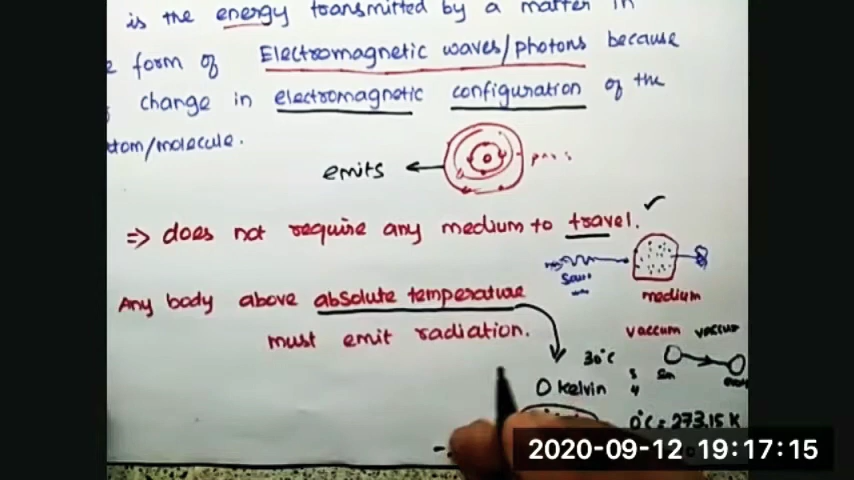 is the energy transmitted by a matter in
form of Electromagnetic waves/photons because
change in electromagnetic configuration of the
atom/molecule.
emits
⇒ does not require any medium to travel. ✓
medium
Any body above absolute temperature
must emit radiation.
vaccum
30°C
0 kelvin
0°C = 273.15 K
2020-09-12 19:17:15